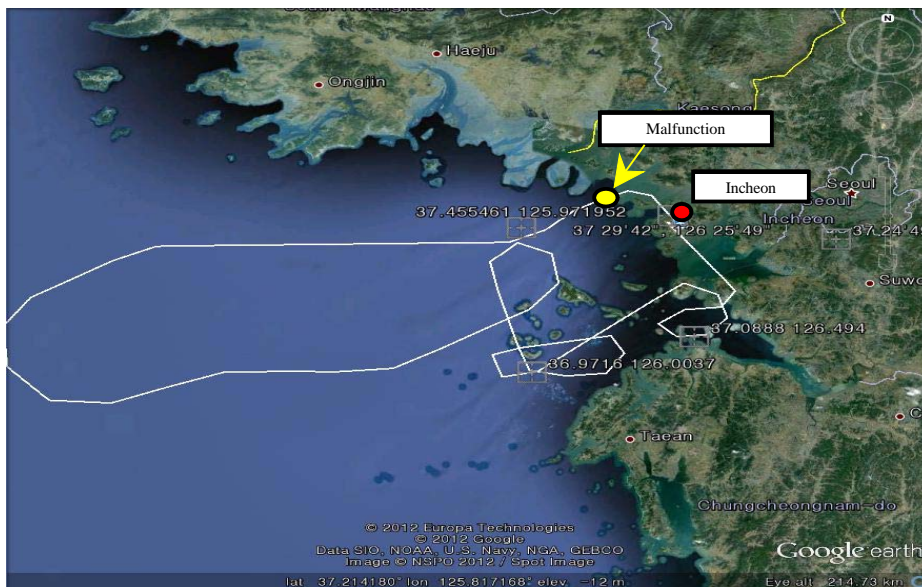 Haeju
Ongjin
Kaesong
Malfunction
Incheon
Seoul
Seoul
Incheon
37.455461 125.971952
37 29'42", 126 25'49"
37.24'49
Suwo
37.0888 126.494
36.9716 126.0037
Taean
Chungcheongnam-do
© 2012 Europa Technologies
© 2012 Google
Data SIO, NOAA, U.S. Navy, NGA, GEBCO
Image © NSPO 2012 / Spot Image
Google earth
lat 37.214180° lon 125.817168° elev -12 m
Eye alt 214.73 km
N